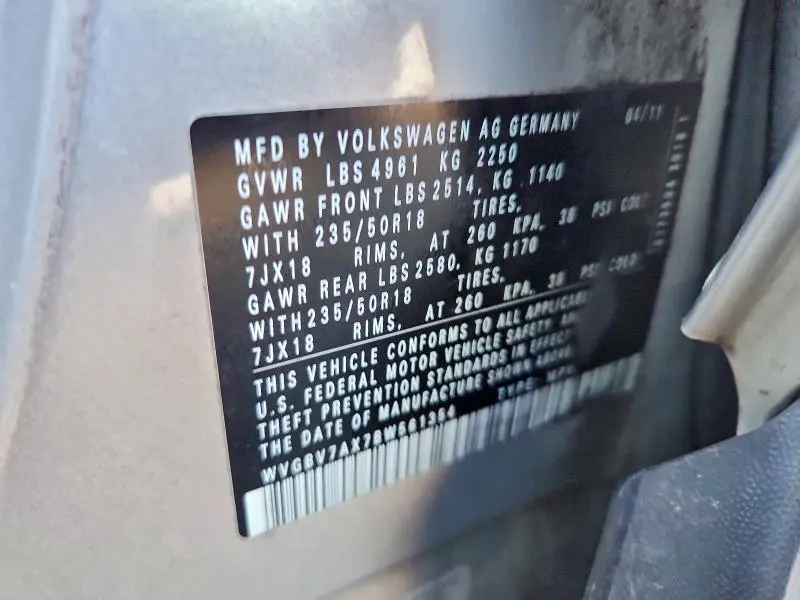 MFD BY VOLKSWAGEN AG GERMANY 04/11
GVWR LBS 4961 KG 2250
GAWR FRONT LBS 2514, KG 1140
WITH 235/50R18 TIRES,
7JX18 RIMS, AT 260 KPA, 38 PSI COLD
GAWR REAR LBS 2580, KG 1170
WITH 235/50R18 TIRES,
7JX18 RIMS, AT 260 KPA, 38 PSI COLD
THIS VEHICLE CONFORMS TO ALL
U.S. FEDERAL MOTOR VEHICLE SAFETY
THEFT PREVENTION STANDARDS IN EFFECT
THE DATE OF MANUFACTURE SHOWN
TYPE: